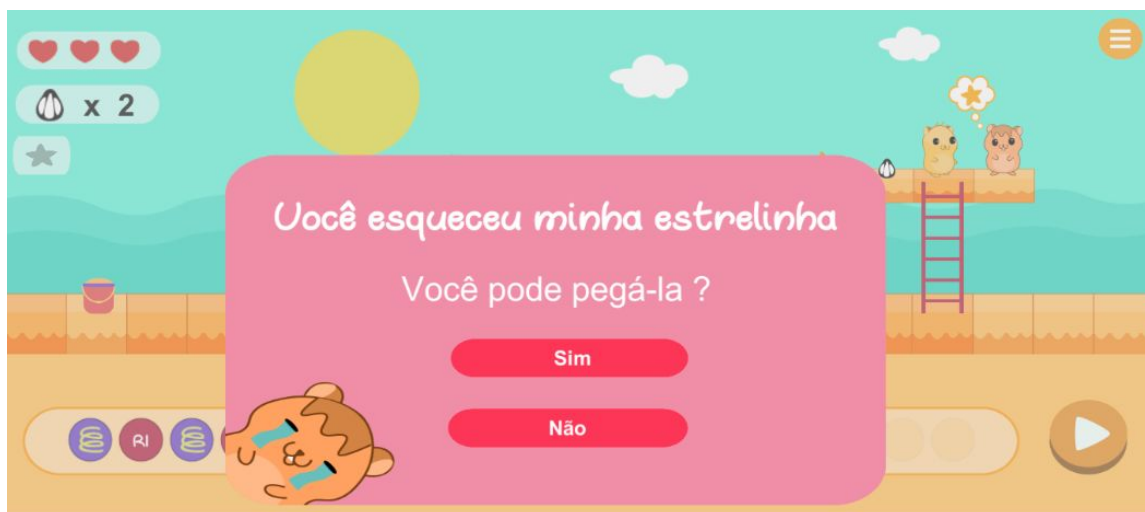 x 2
Você esqueceu minha estrelinha
Você pode pegá-la ?
Sim
Não
RI